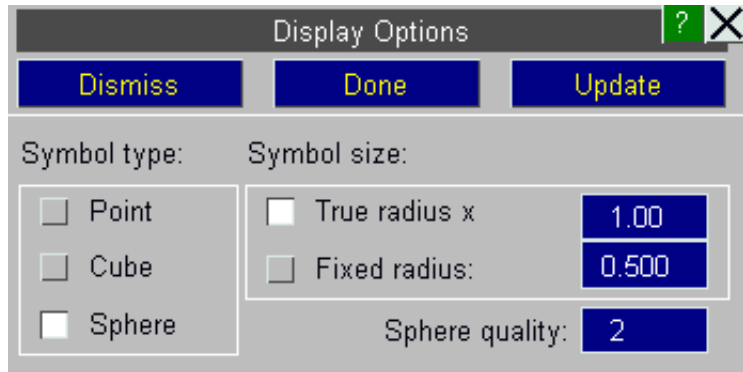 Display Options ? X
Dismiss Done Update
Symbol type: Symbol size:
Point True radius x 1.00
Cube Fixed radius: 0.500
Sphere Sphere quality: 2